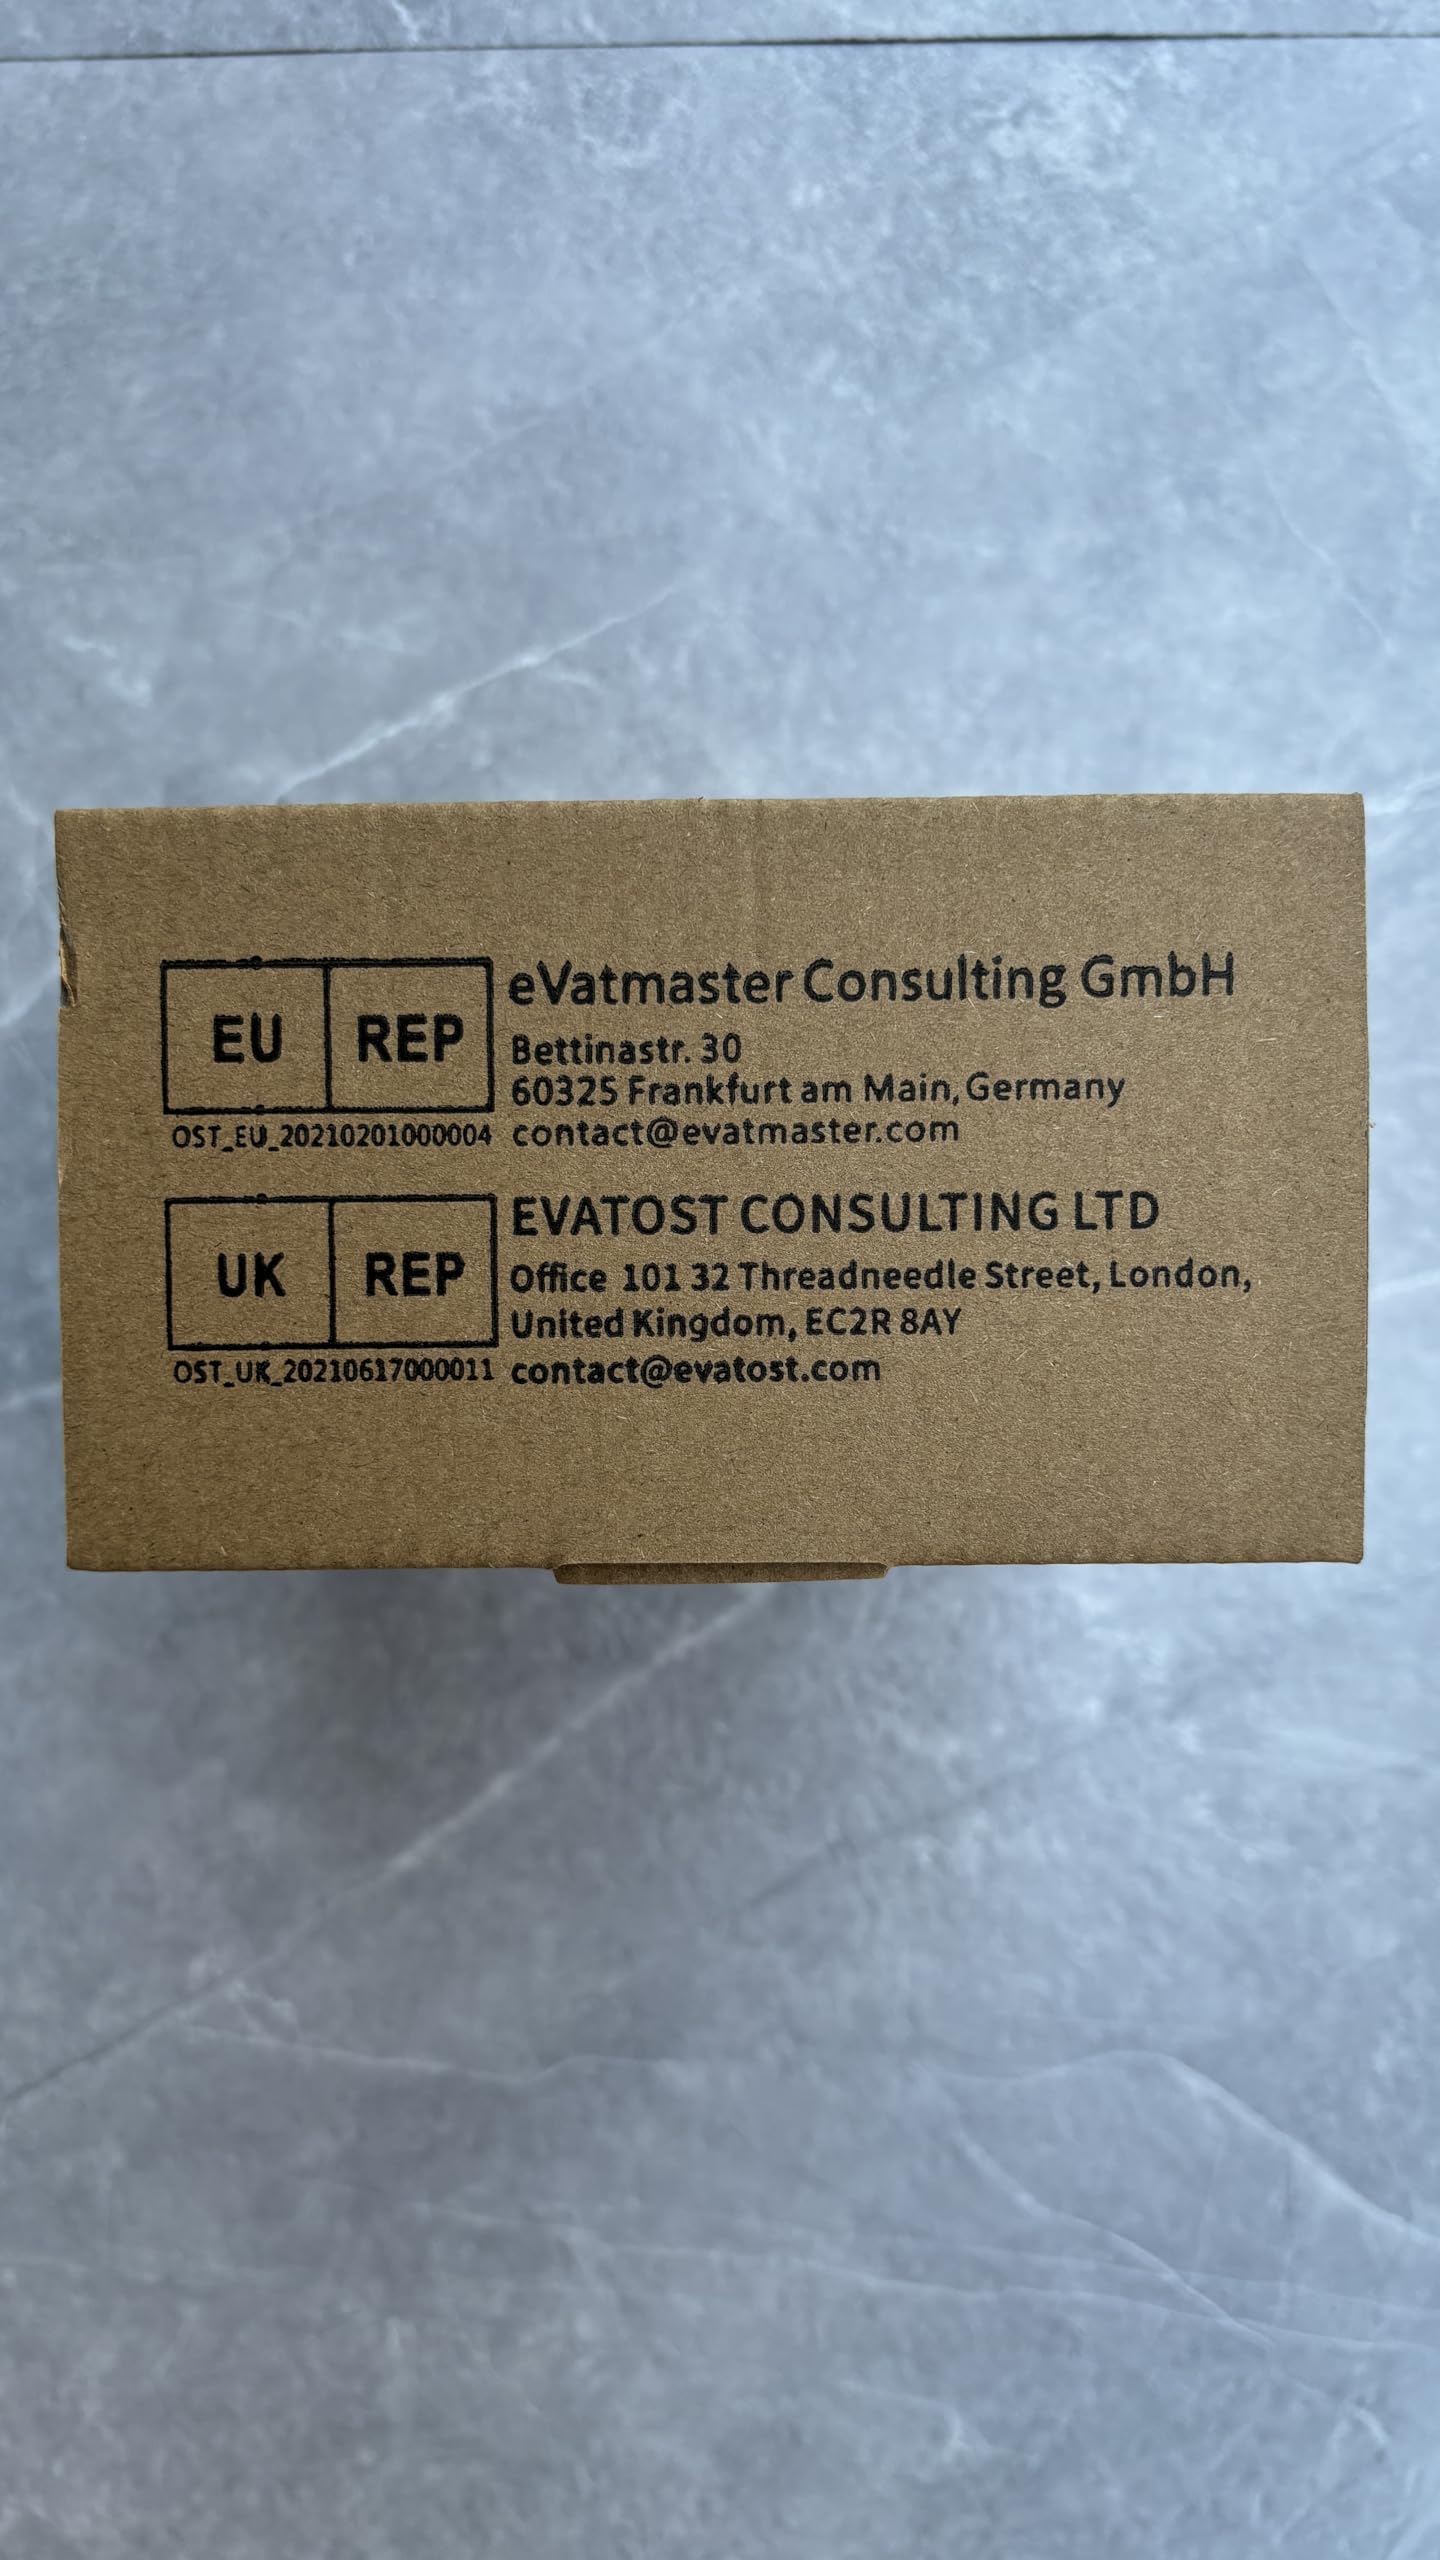 EU REP
eVatmaster Consulting GmbH
Bettinastr. 30
60325 Frankfurt am Main, Germany
OST_EU_20210201000004 contact@evatmaster.com
UK REP
EVATOST CONSULTING LTD
Office 101 32 Threadneedle Street, London,
United Kingdom, EC2R 8AY
OST_UK_20210617000011 contact@evatost.com